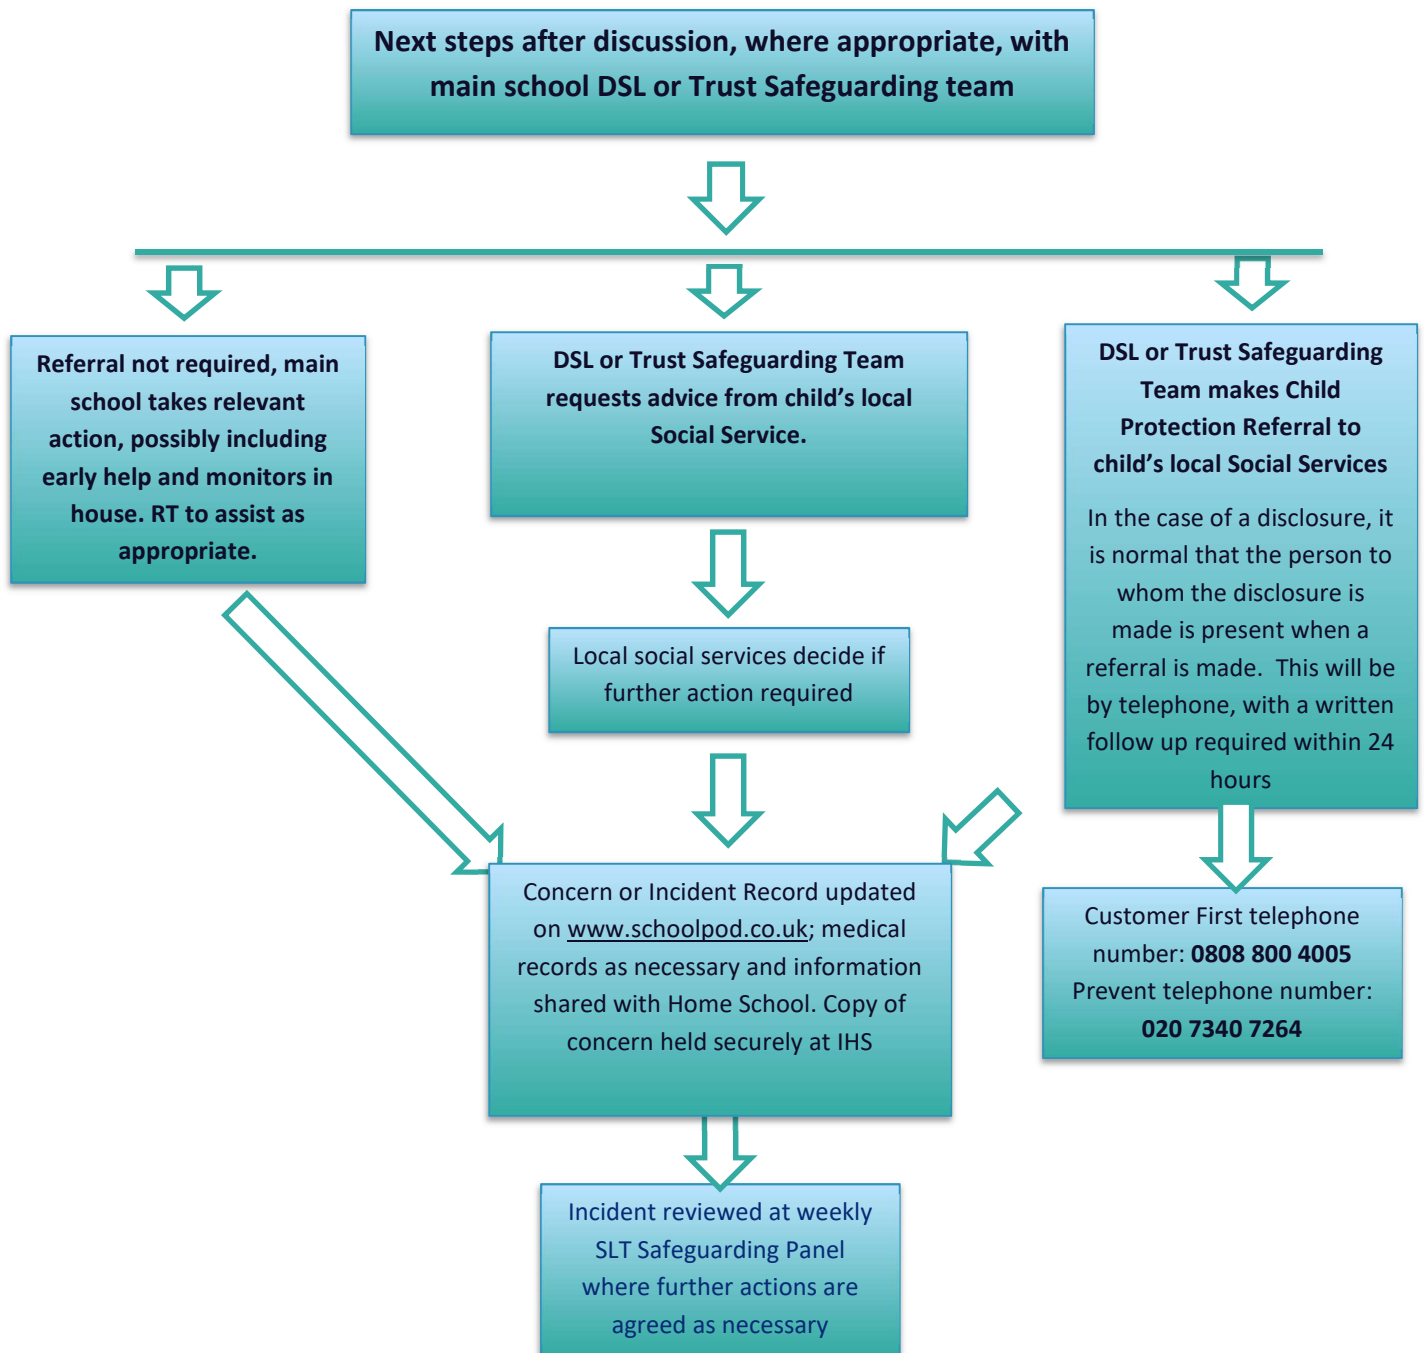 Next steps after discussion, where appropriate, with
main school DSL or Trust Safeguarding team
Referral not required, main
school takes relevant
action, possibly including
early help and monitors in
house. RT to assist as
appropriate.
DSL or Trust Safeguarding Team
requests advice from child’s local
Social Service.
Local social services decide if
further action required
DSL or Trust Safeguarding
Team makes Child
Protection Referral to
child’s local Social Services
In the case of a disclosure, it
is normal that the person to
whom the disclosure is
made is present when a
referral is made.  This will be
by telephone, with a written
follow up required within 24
hours
Concern or Incident Record updated
on www.schoolpod.co.uk; medical
records as necessary and information
shared with Home School. Copy of
concern held securely at IHS
Customer First telephone
number: 0808 800 4005
Prevent telephone number:
020 7340 7264
Incident reviewed at weekly
SLT Safeguarding Panel
where further actions are
agreed as necessary